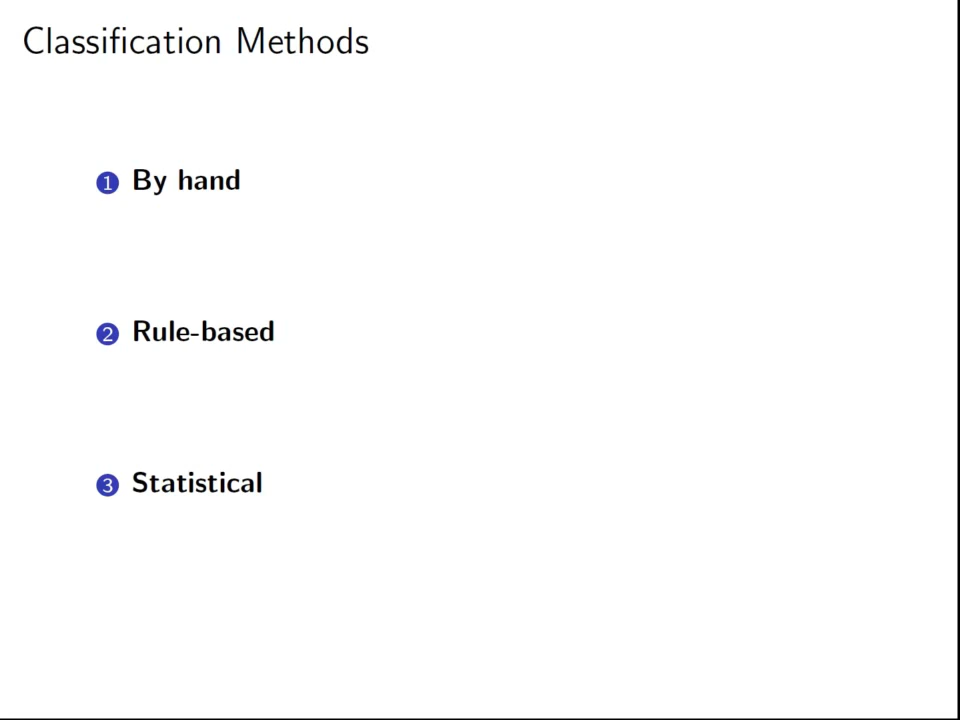 Classification Methods
1 By hand
2 Rule-based
3 Statistical